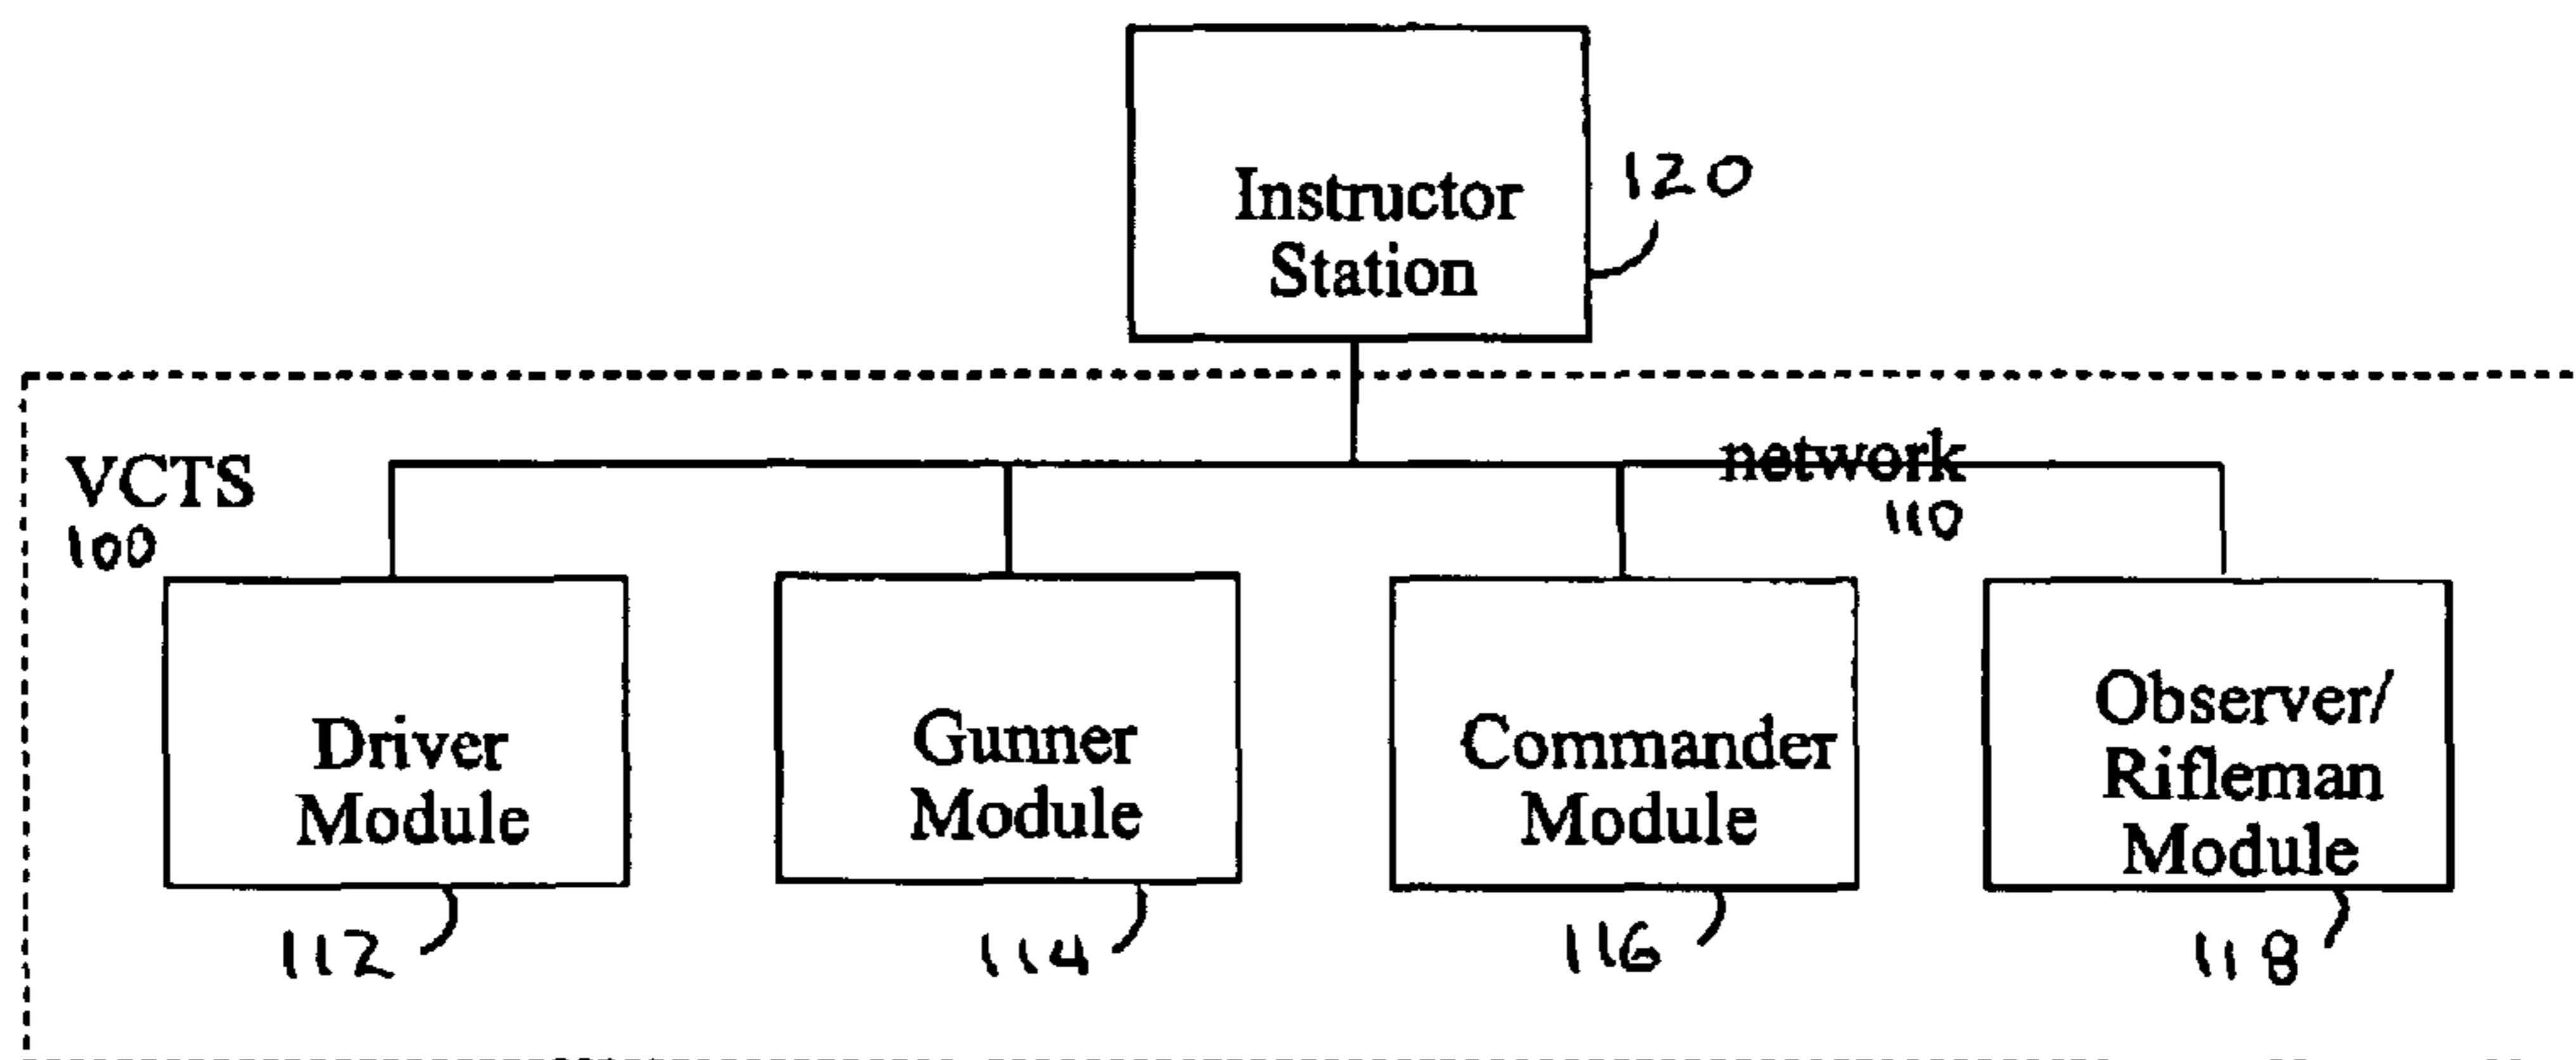 Instructor
Station
120
VCTS
100
network
110
Driver
Module
112
Gunner
Module
114
Commander
Module
116
Observer/
Rifleman
Module
118